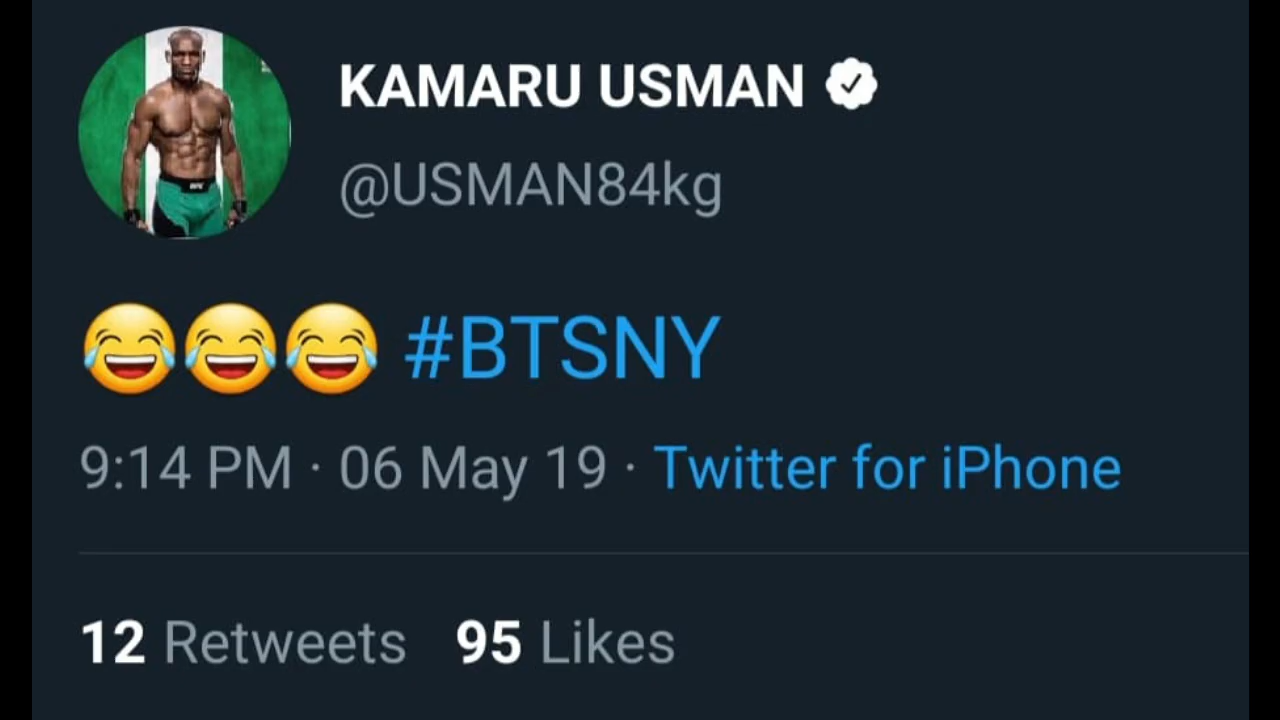 KAMARU USMAN
@USMAN84kg
😂😂😂 #BTSNY
9:14 PM · 06 May 19 · Twitter for iPhone
12 Retweets 95 Likes